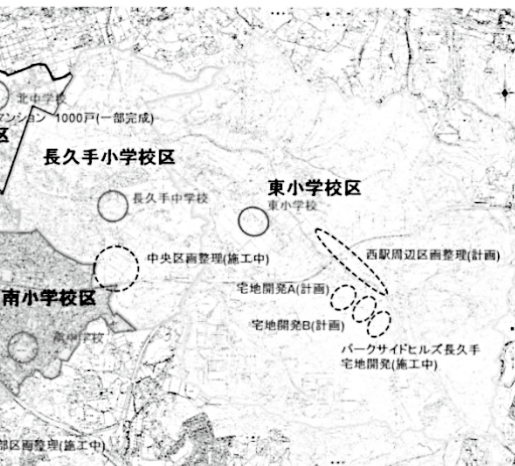 北中学校
マンション 1000戸(一部完成)
区
長久手小学校区
長久手中学校
東小学校区
東小学校
中央区画整理(施工中)
西駅周辺区画整理(計画)
宅地開発A(計画)
南小学校区
宅地開発B(計画)
南中学校
パークサイドヒルズ長久手
宅地開発(施工中)
部区画整理(施工中)